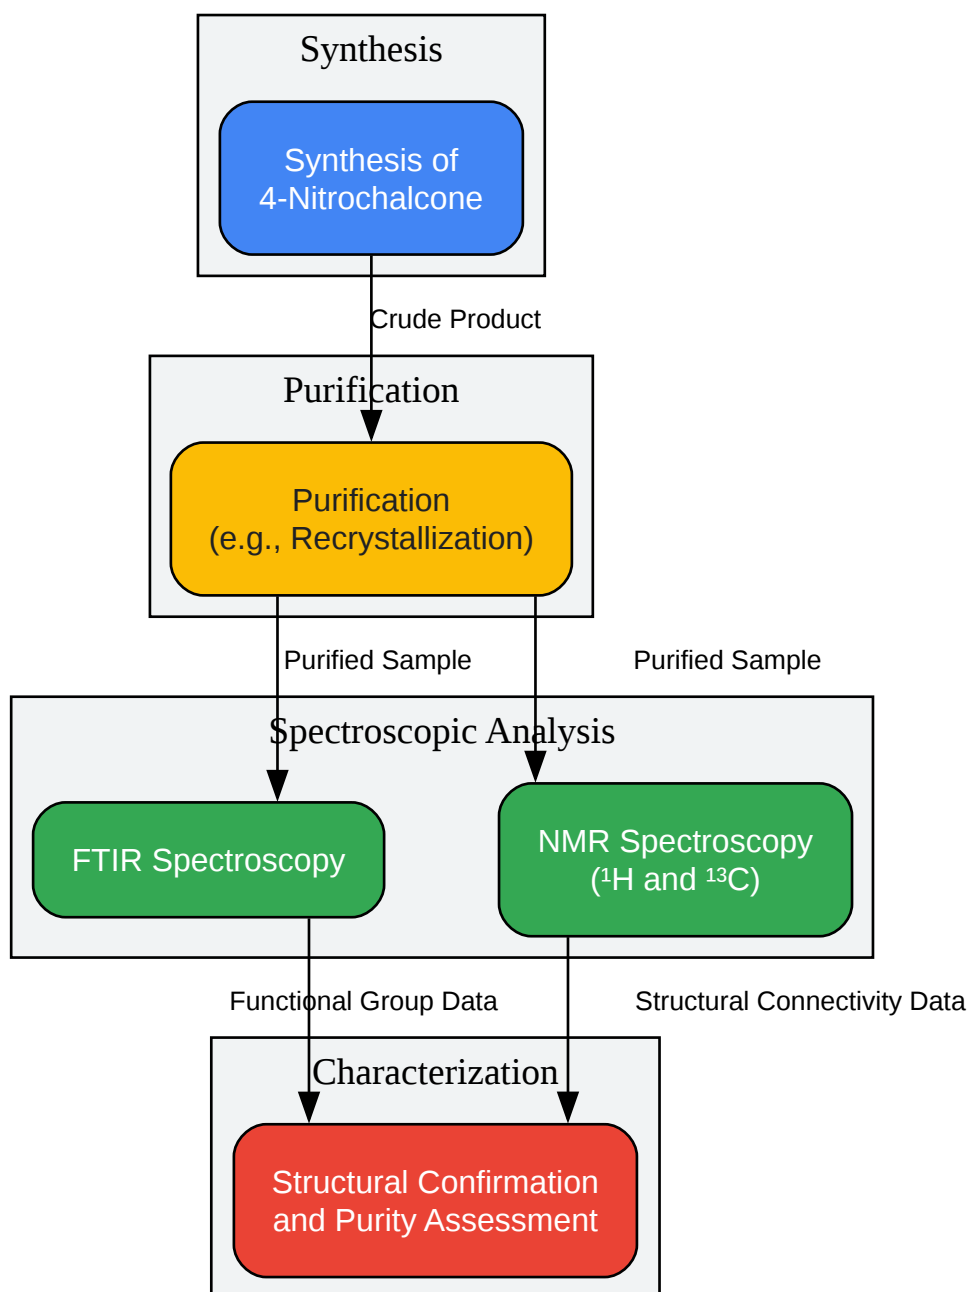 Synthesis
Synthesis of
4-Nitrochalcone
Crude Product
Purification
Purification
(e.g., Recrystallization)
Purified Sample
Purified Sample
Spectroscopic Analysis
FTIR Spectroscopy
NMR Spectroscopy
(¹H and ¹³C)
Functional Group Data
Structural Connectivity Data
Characterization
Structural Confirmation
and Purity Assessment